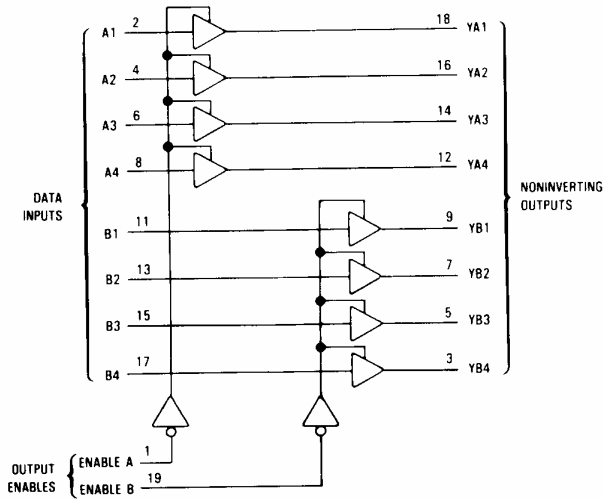 A1 2 18 YA1
A2 4 16 YA2
A3 6 14 YA3
A4 8 12 YA4
DATA
INPUTS
NONINVERTING
OUTPUTS
B1 11 9 YB1
B2 13 7 YB2
B3 15 5 YB3
B4 17 3 YB4
OUTPUT
ENABLES
ENABLE A 1
ENABLE B 19